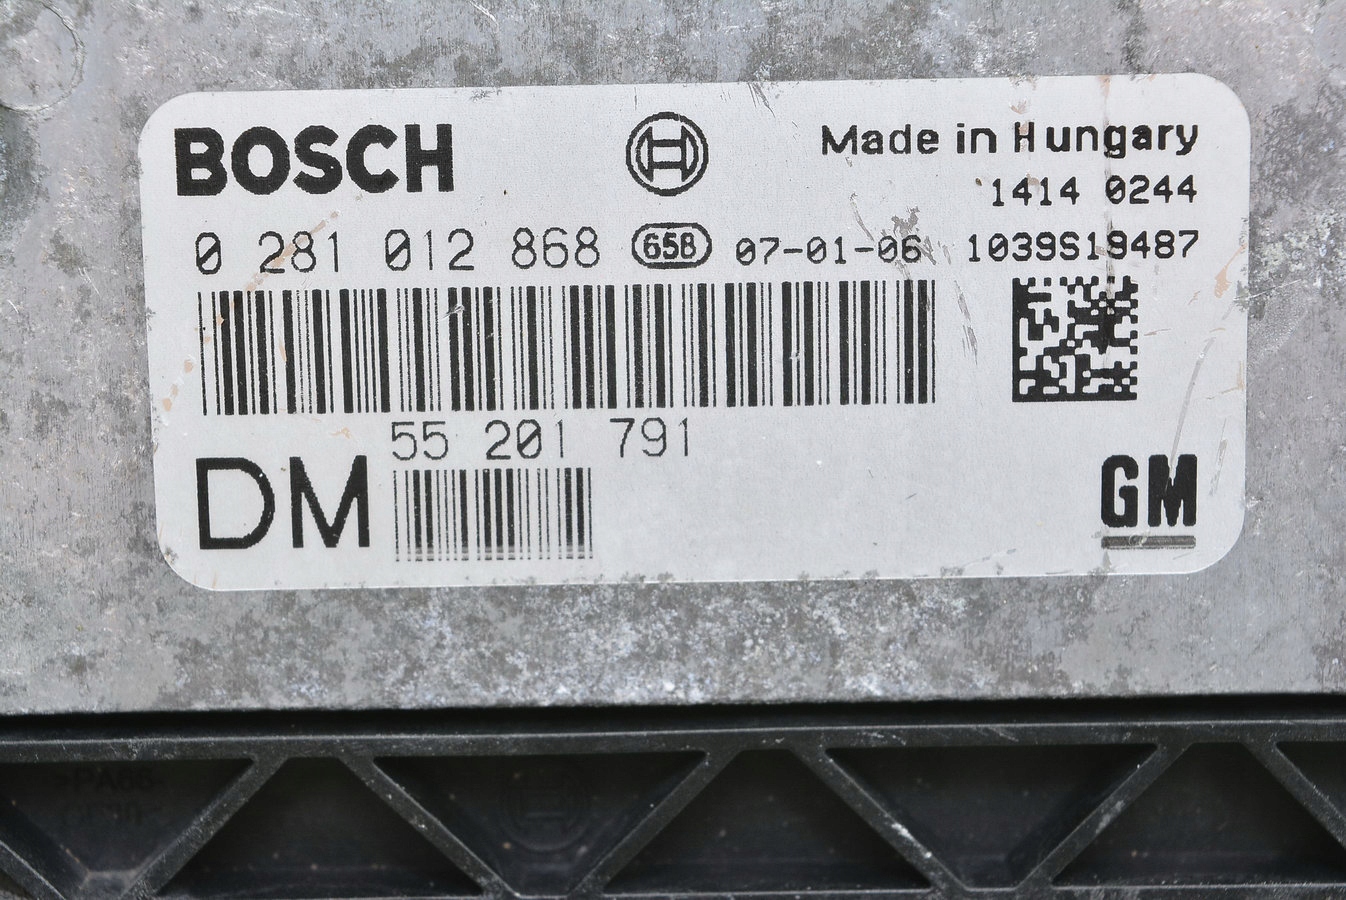 BOSCH
Made in Hungary
1414 0244
0 281 012 868 658 07-01-06 1039S19487
55 201 791
DM
GM
>PA66-